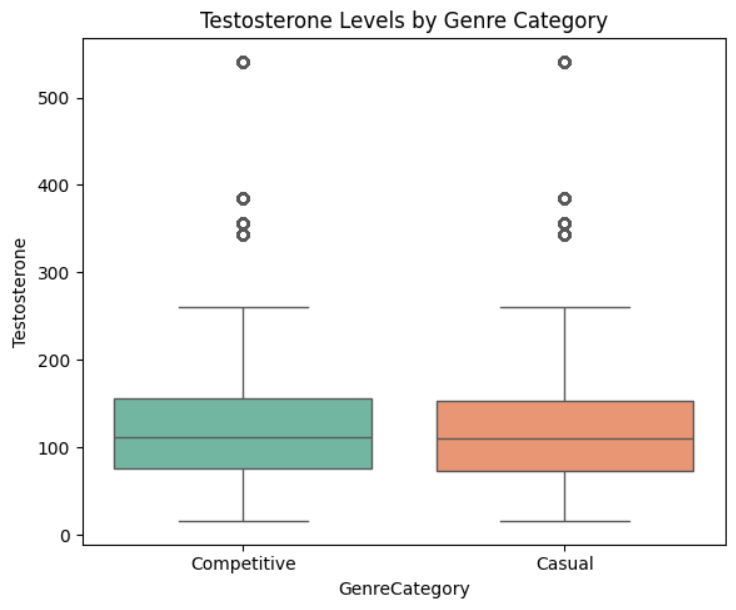 Testosterone Levels by Genre Category
500
400
300
200
100
0
Testosterone
Competitive
Casual
GenreCategory